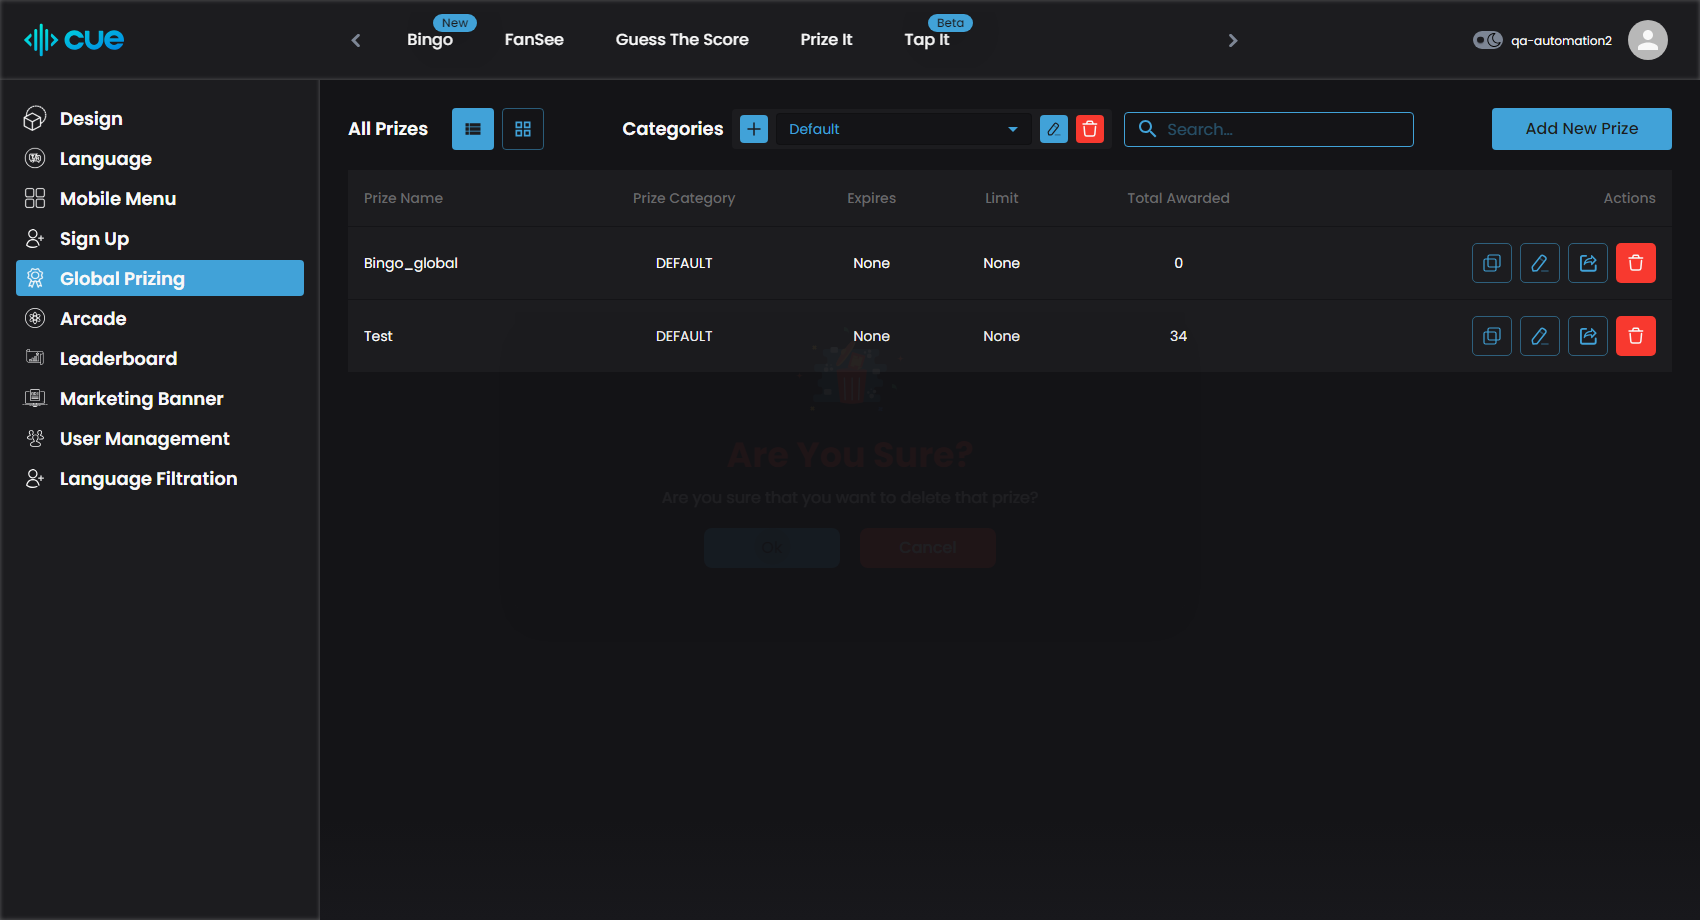 cue
New
Bingo
FanSee
Guess The Score
Prize It
Beta
Tap It
qa-automation2
Design
Language
Mobile Menu
Sign Up
Global Prizing
Arcade
Leaderboard
Marketing Banner
User Management
Language Filtration
All Prizes
Categories
Default
Search...
Add New Prize
Prize Name Prize Category Expires Limit Total Awarded Actions
Bingo_global DEFAULT None None 0
Test DEFAULT None None 34
Are You Sure?
Are you sure that you want to delete that prize?
Ok
Cancel